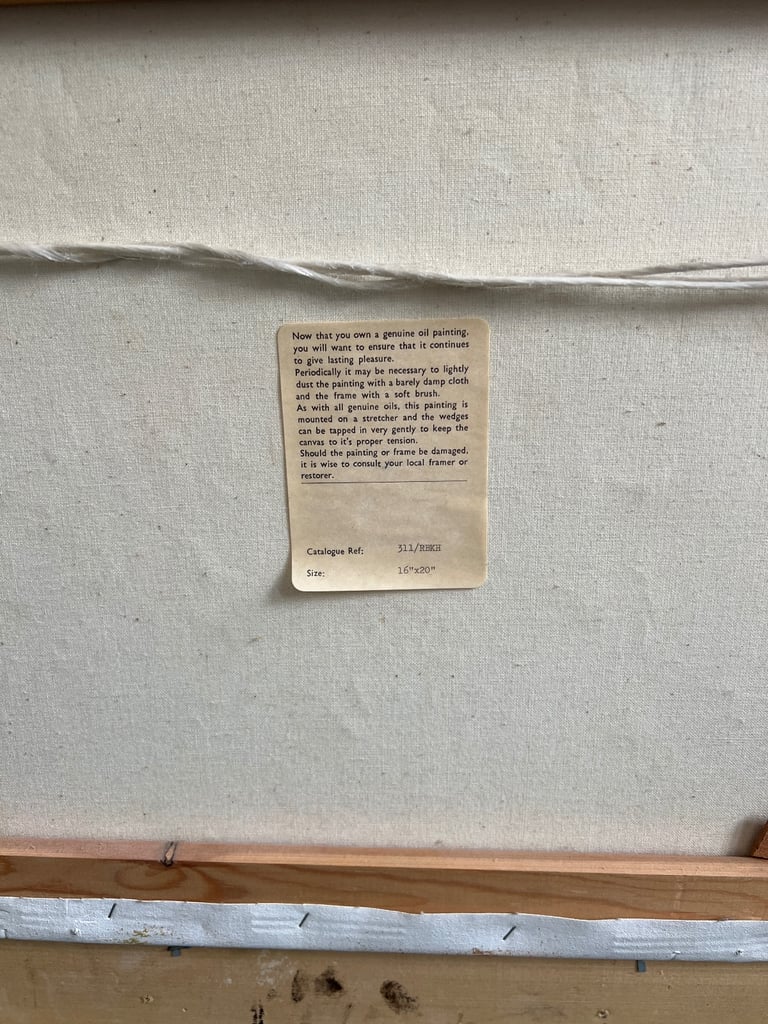 Now that you own a genuine oil painting,
you will want to ensure that it continues
to give lasting pleasure.
Periodically it may be necessary to lightly
dust the painting with a barely damp cloth
and the frame with a soft brush.
As with all genuine oils, this painting is
mounted on a stretcher and the wedges
can be tapped in very gently to keep the
canvas to it's proper tension.
Should the painting or frame be damaged,
it is wise to consult your local framer or
restorer.
Catalogue Ref: 311/RBKH
Size: 16"x20"